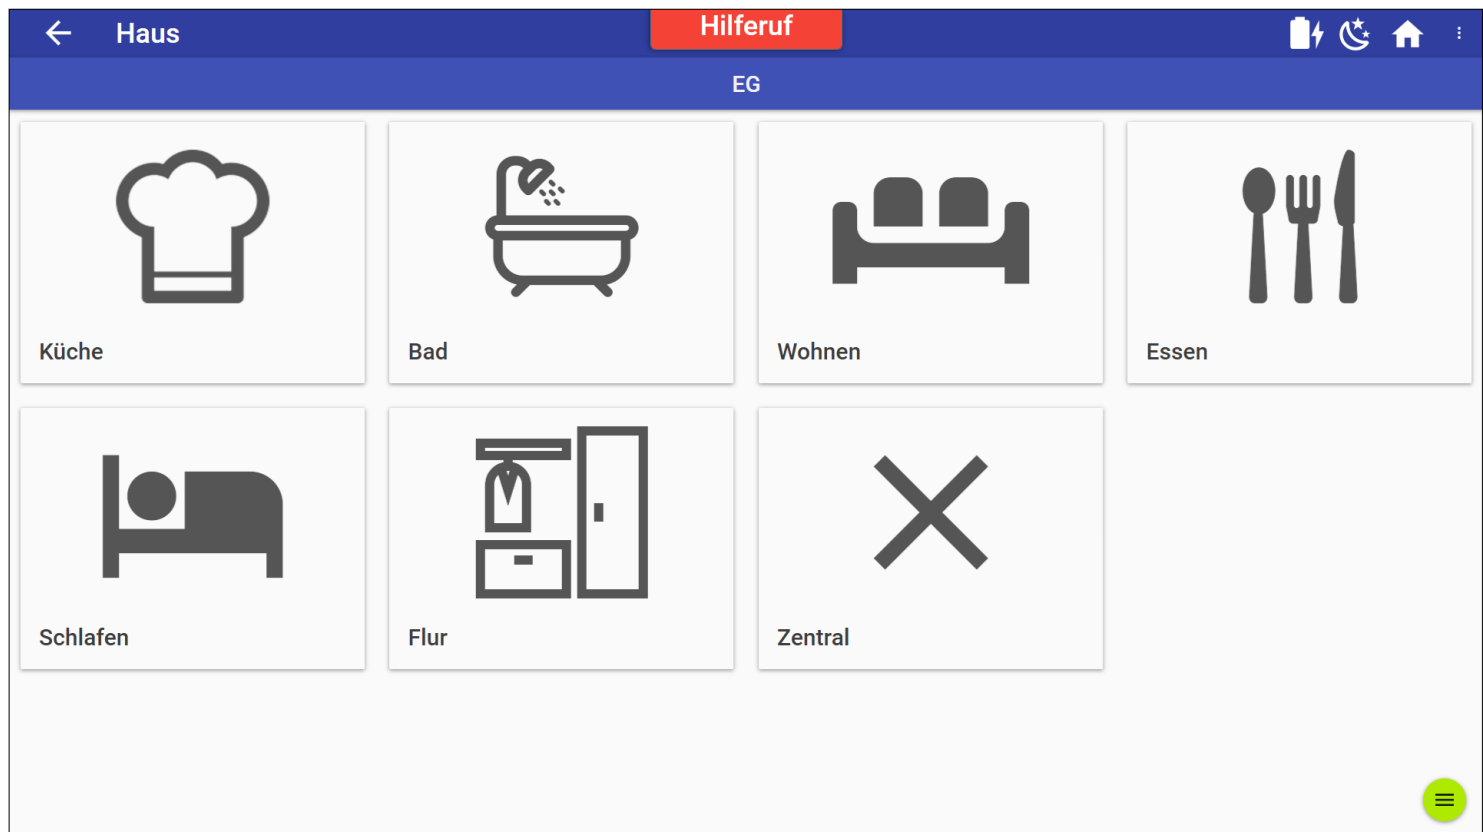 Haus
Hilferuf
EG
Küche
Bad
Wohnen
Essen
Schlafen
Flur
Zentral